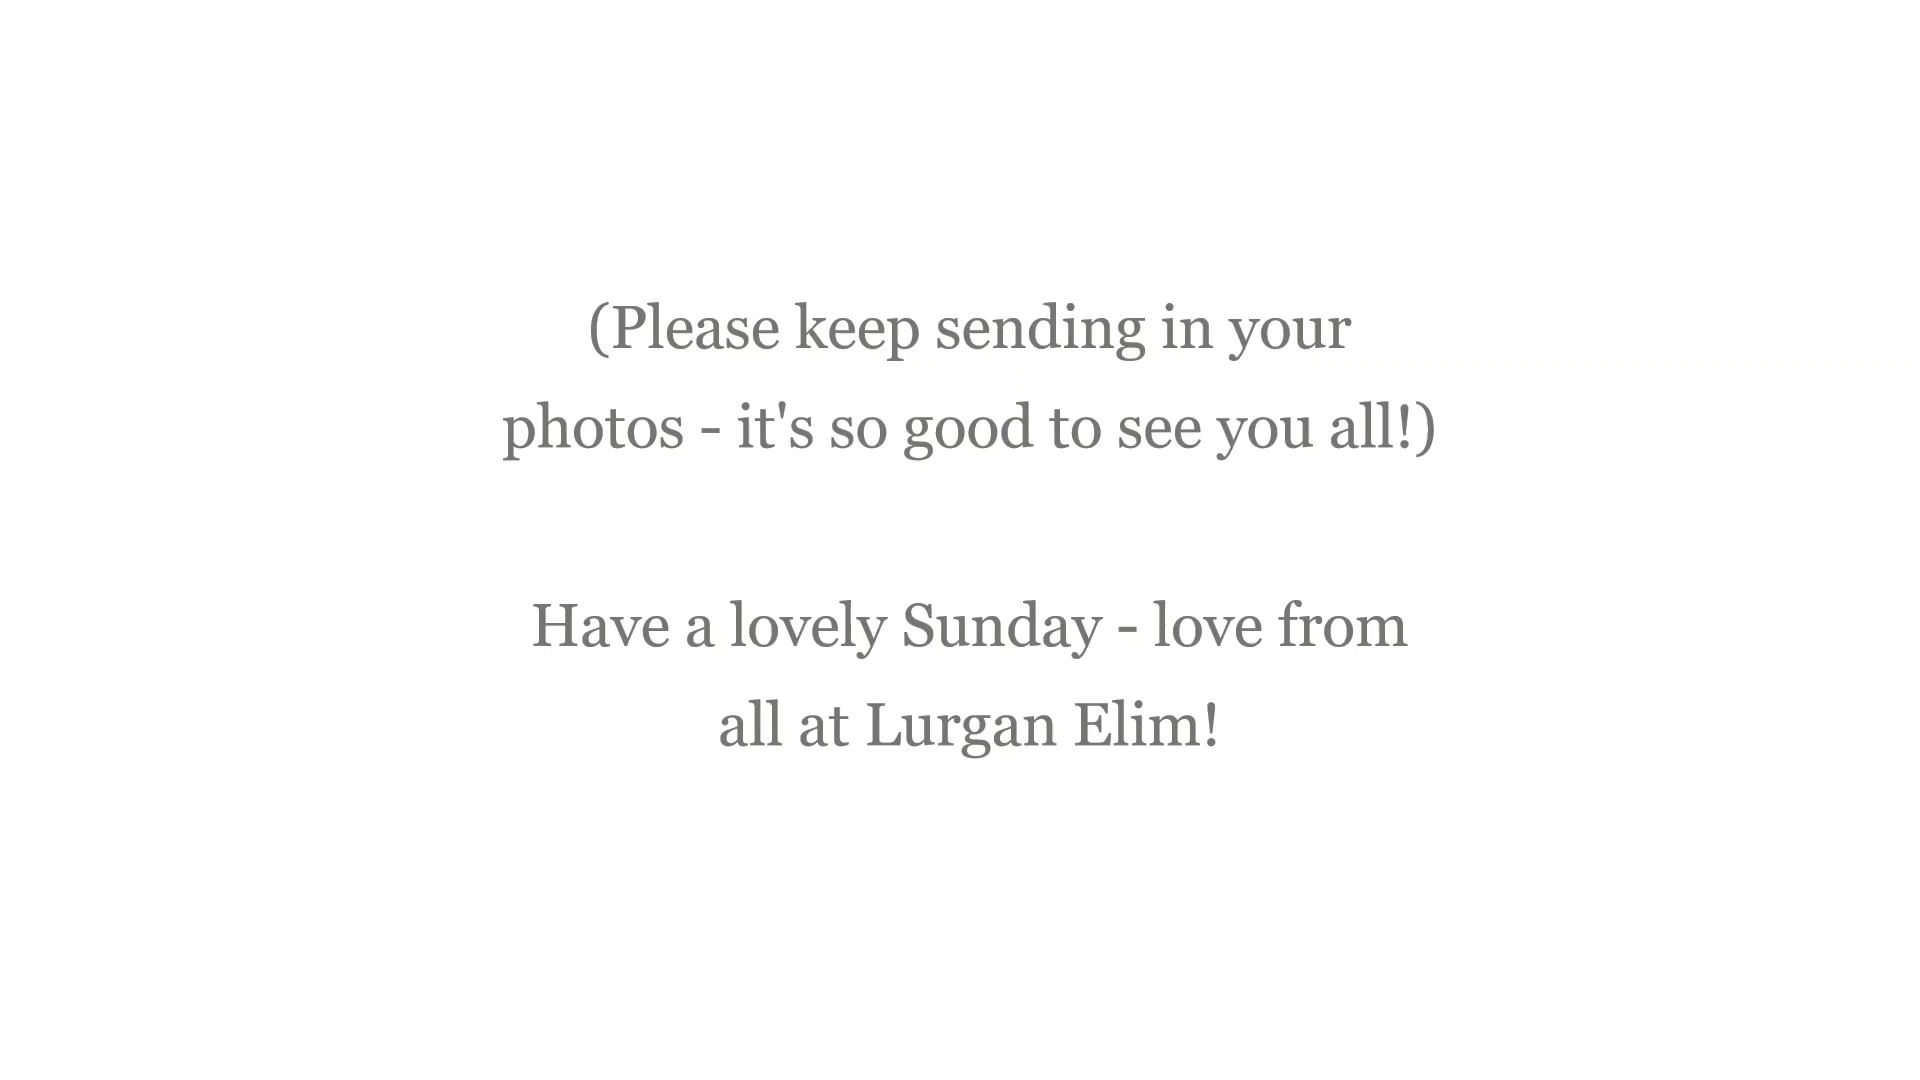 (Please keep sending in your
photos - it's so good to see you all!)
Have a lovely Sunday - love from
all at Lurgan Elim!